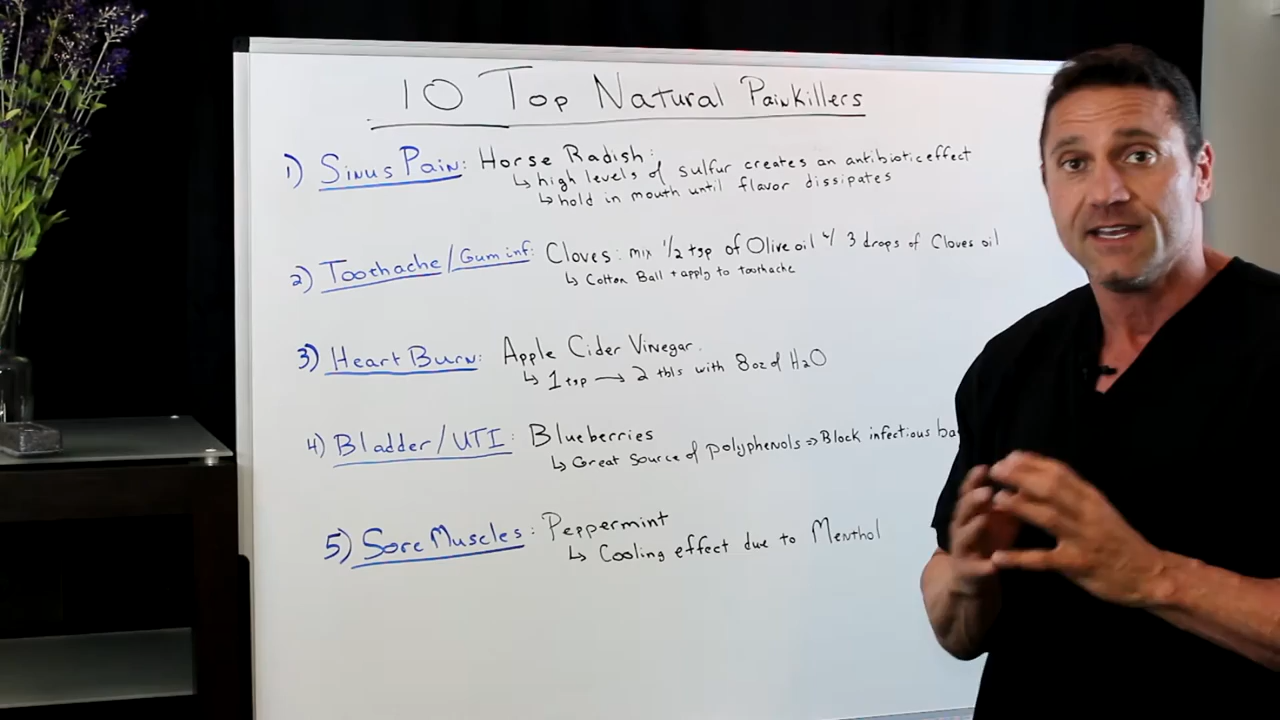 10 Top Natural Painkillers
1) Sinus Pain: Horse Radish:
↳ high levels of sulfur creates an antibiotic effect
↳ hold in mouth until flavor dissipates
2) Toothache/Gum inf: Cloves: mix 1/2 tsp of Olive oil w/ 3 drops of Cloves oil
↳ Cotton Ball + apply to toothache
3) Heart Burn: Apple Cider Vinegar.
↳ 1 tsp → 2 tbls with 8oz of H2O
4) Bladder/UTI: Blueberries
↳ Great source of polyphenols ⇒ Block infectious ba
5) Sore Muscles: Peppermint
↳ Cooling effect due to Menthol